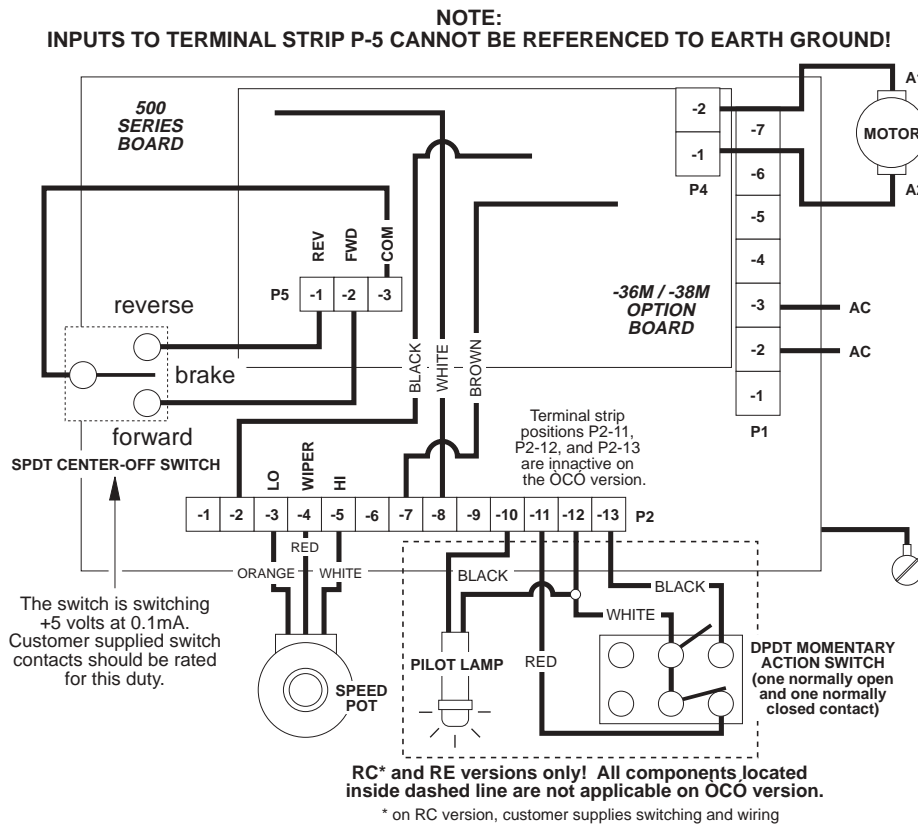 NOTE:
INPUTS TO TERMINAL STRIP P-5 CANNOT BE REFERENCED TO EARTH GROUND!
500
SERIES
BOARD
-2
-1
P4
-7
-6
-5
-4
-3
-2
-1
P1
A1
MOTOR
A2
AC
AC
-36M / -38M
OPTION
BOARD
REV
FWD
COM
P5
-1
-2
-3
reverse
brake
forward
SPDT CENTER-OFF SWITCH
BLACK
WHITE
BROWN
Terminal strip
positions P2-11,
P2-12, and P2-13
are innactive on
the ÒCÓ version.
LO
WIPER
HI
-1
-2
-3
-4
-5
-6
-7
-8
-9
-10
-11
-12
-13
P2
RED
ORANGE
WHITE
BLACK
BLACK
WHITE
The switch is switching
+5 volts at 0.1mA.
Customer supplied switch
contacts should be rated
for this duty.
SPEED
POT
PILOT LAMP
RED
DPDT MOMENTARY
ACTION SWITCH
(one normally open
and one normally
closed contact)
RC* and RE versions only! All components located
inside dashed line are not applicable on ÒCÓ version.
* on RC version, customer supplies switching and wiring